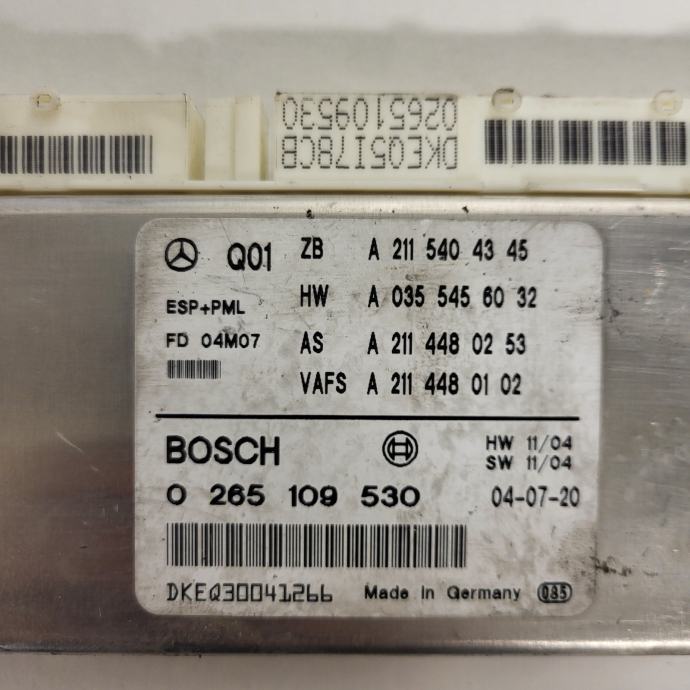 0265109530
DKEQ5I78CB
Q01 ZB A 211 540 43 45
ESP+PML HW A 035 545 60 32
FD 04M07 AS A 211 448 02 53
VAFS A 211 448 01 02
BOSCH HW 11/04
SW 11/04
0 265 109 530 04-07-20
DKEQ30041266 Made in Germany 085